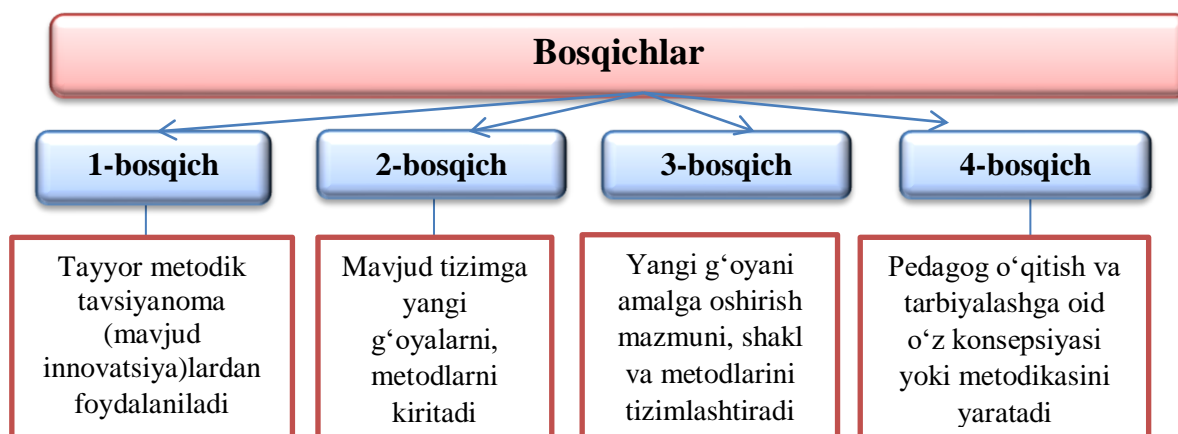 Bosqichlar
1-bosqich
2-bosqich
3-bosqich
4-bosqich
Tayyor metodik
tavsiyanoma
(mavjud
innovatsiya)lardan
foydalaniladi
Mavjud tizimga
yangi
g‘oyalarni,
metodlarni
kiritadi
Yangi g‘oyani
amalga oshirish
mazmuni, shakl
va metodlarini
tizimlashtiradi
Pedagog o‘qitish va
tarbiyalashga oid
o‘z konsepsiyasi
yoki metodikasini
yaratadi